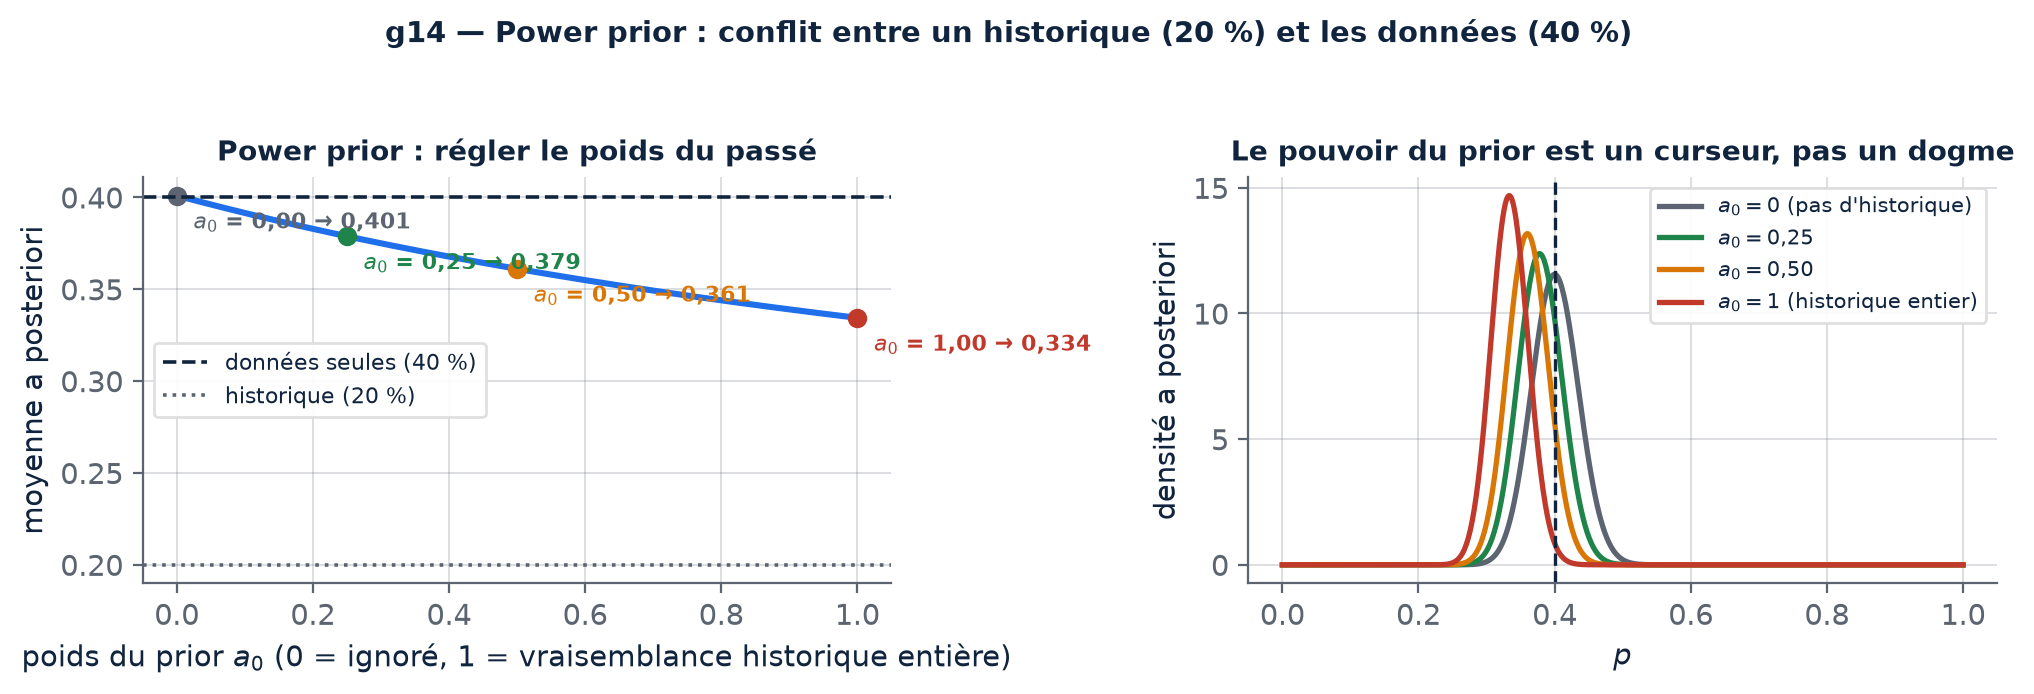 g14 — Power prior : conflit entre un historique (20 %) et les données (40 %)
Power prior : régler le poids du passé
moyenne a posteriori
0.40
0.35
0.30
0.25
0.20
a₀ = 0,00 → 0,401
a₀ = 0,25 → 0,379
a₀ = 0,50 → 0,361
a₀ = 1,00 → 0,334
données seules (40 %)
historique (20 %)
0.0 0.2 0.4 0.6 0.8 1.0
poids du prior a₀ (0 = ignoré, 1 = vraisemblance historique entière)
Le pouvoir du prior est un curseur, pas un dogme
densité a posteriori
15
10
5
0
a₀ = 0 (pas d'historique)
a₀ = 0,25
a₀ = 0,50
a₀ = 1 (historique entier)
0.0 0.2 0.4 0.6 0.8 1.0
p